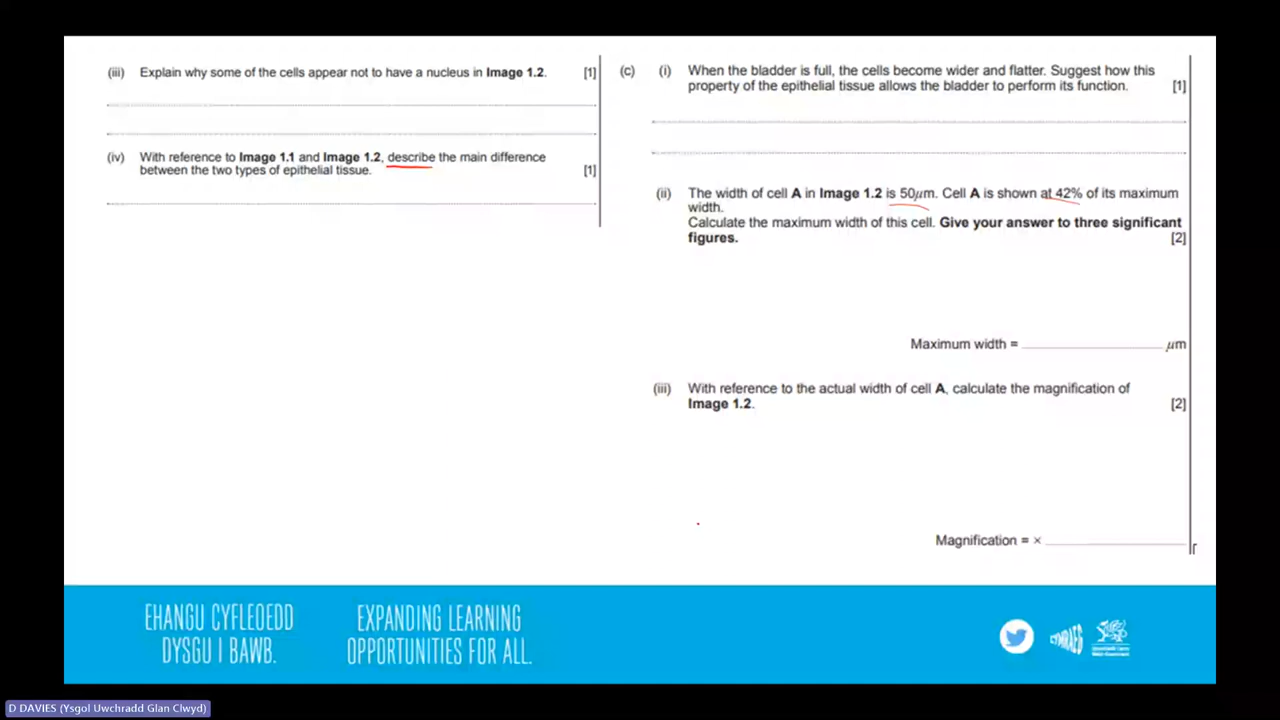 (iii) Explain why some of the cells appear not to have a nucleus in Image 1.2. [1]
(iv) With reference to Image 1.1 and Image 1.2, describe the main difference
between the two types of epithelial tissue. [1]
(c) (i) When the bladder is full, the cells become wider and flatter. Suggest how this
property of the epithelial tissue allows the bladder to perform its function. [1]
(ii) The width of cell A in Image 1.2 is 50μm. Cell A is shown at 42% of its maximum
width.
Calculate the maximum width of this cell. Give your answer to three significant
figures. [2]
Maximum width = μm
(iii) With reference to the actual width of cell A, calculate the magnification of
Image 1.2. [2]
Magnification = ×
EHANGU CYFLEOEDD
DYSGU I BAWB.
EXPANDING LEARNING
OPPORTUNITIES FOR ALL.
CYMRAEG
D DAVIES (Ysgol Uwchradd Glan Clwyd)